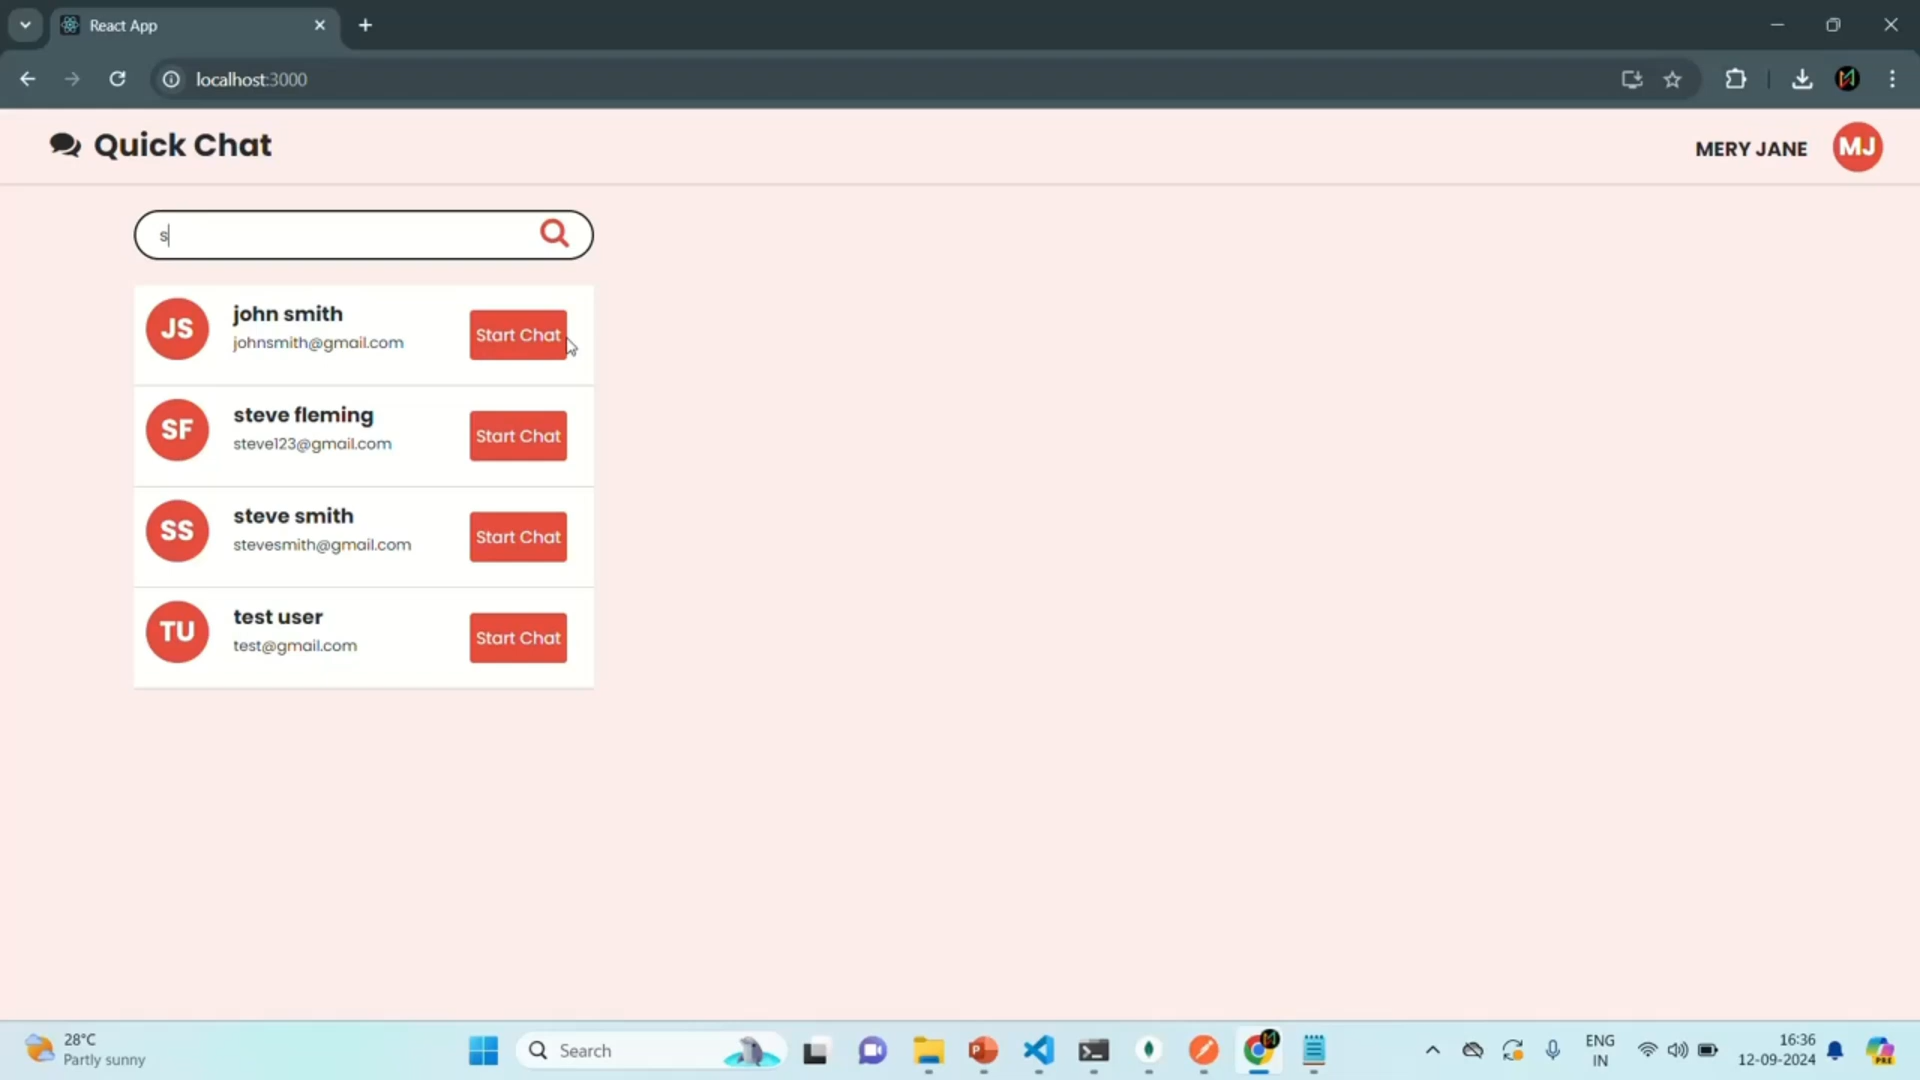 React App
localhost:3000
Quick Chat
MERY JANE
MJ
s
JS
john smith
johnsmith@gmail.com
Start Chat
SF
steve fleming
steve123@gmail.com
Start Chat
SS
steve smith
stevesmith@gmail.com
Start Chat
TU
test user
test@gmail.com
Start Chat
28°C
Partly sunny
Search
ENG
IN
16:36
12-09-2024
PRE